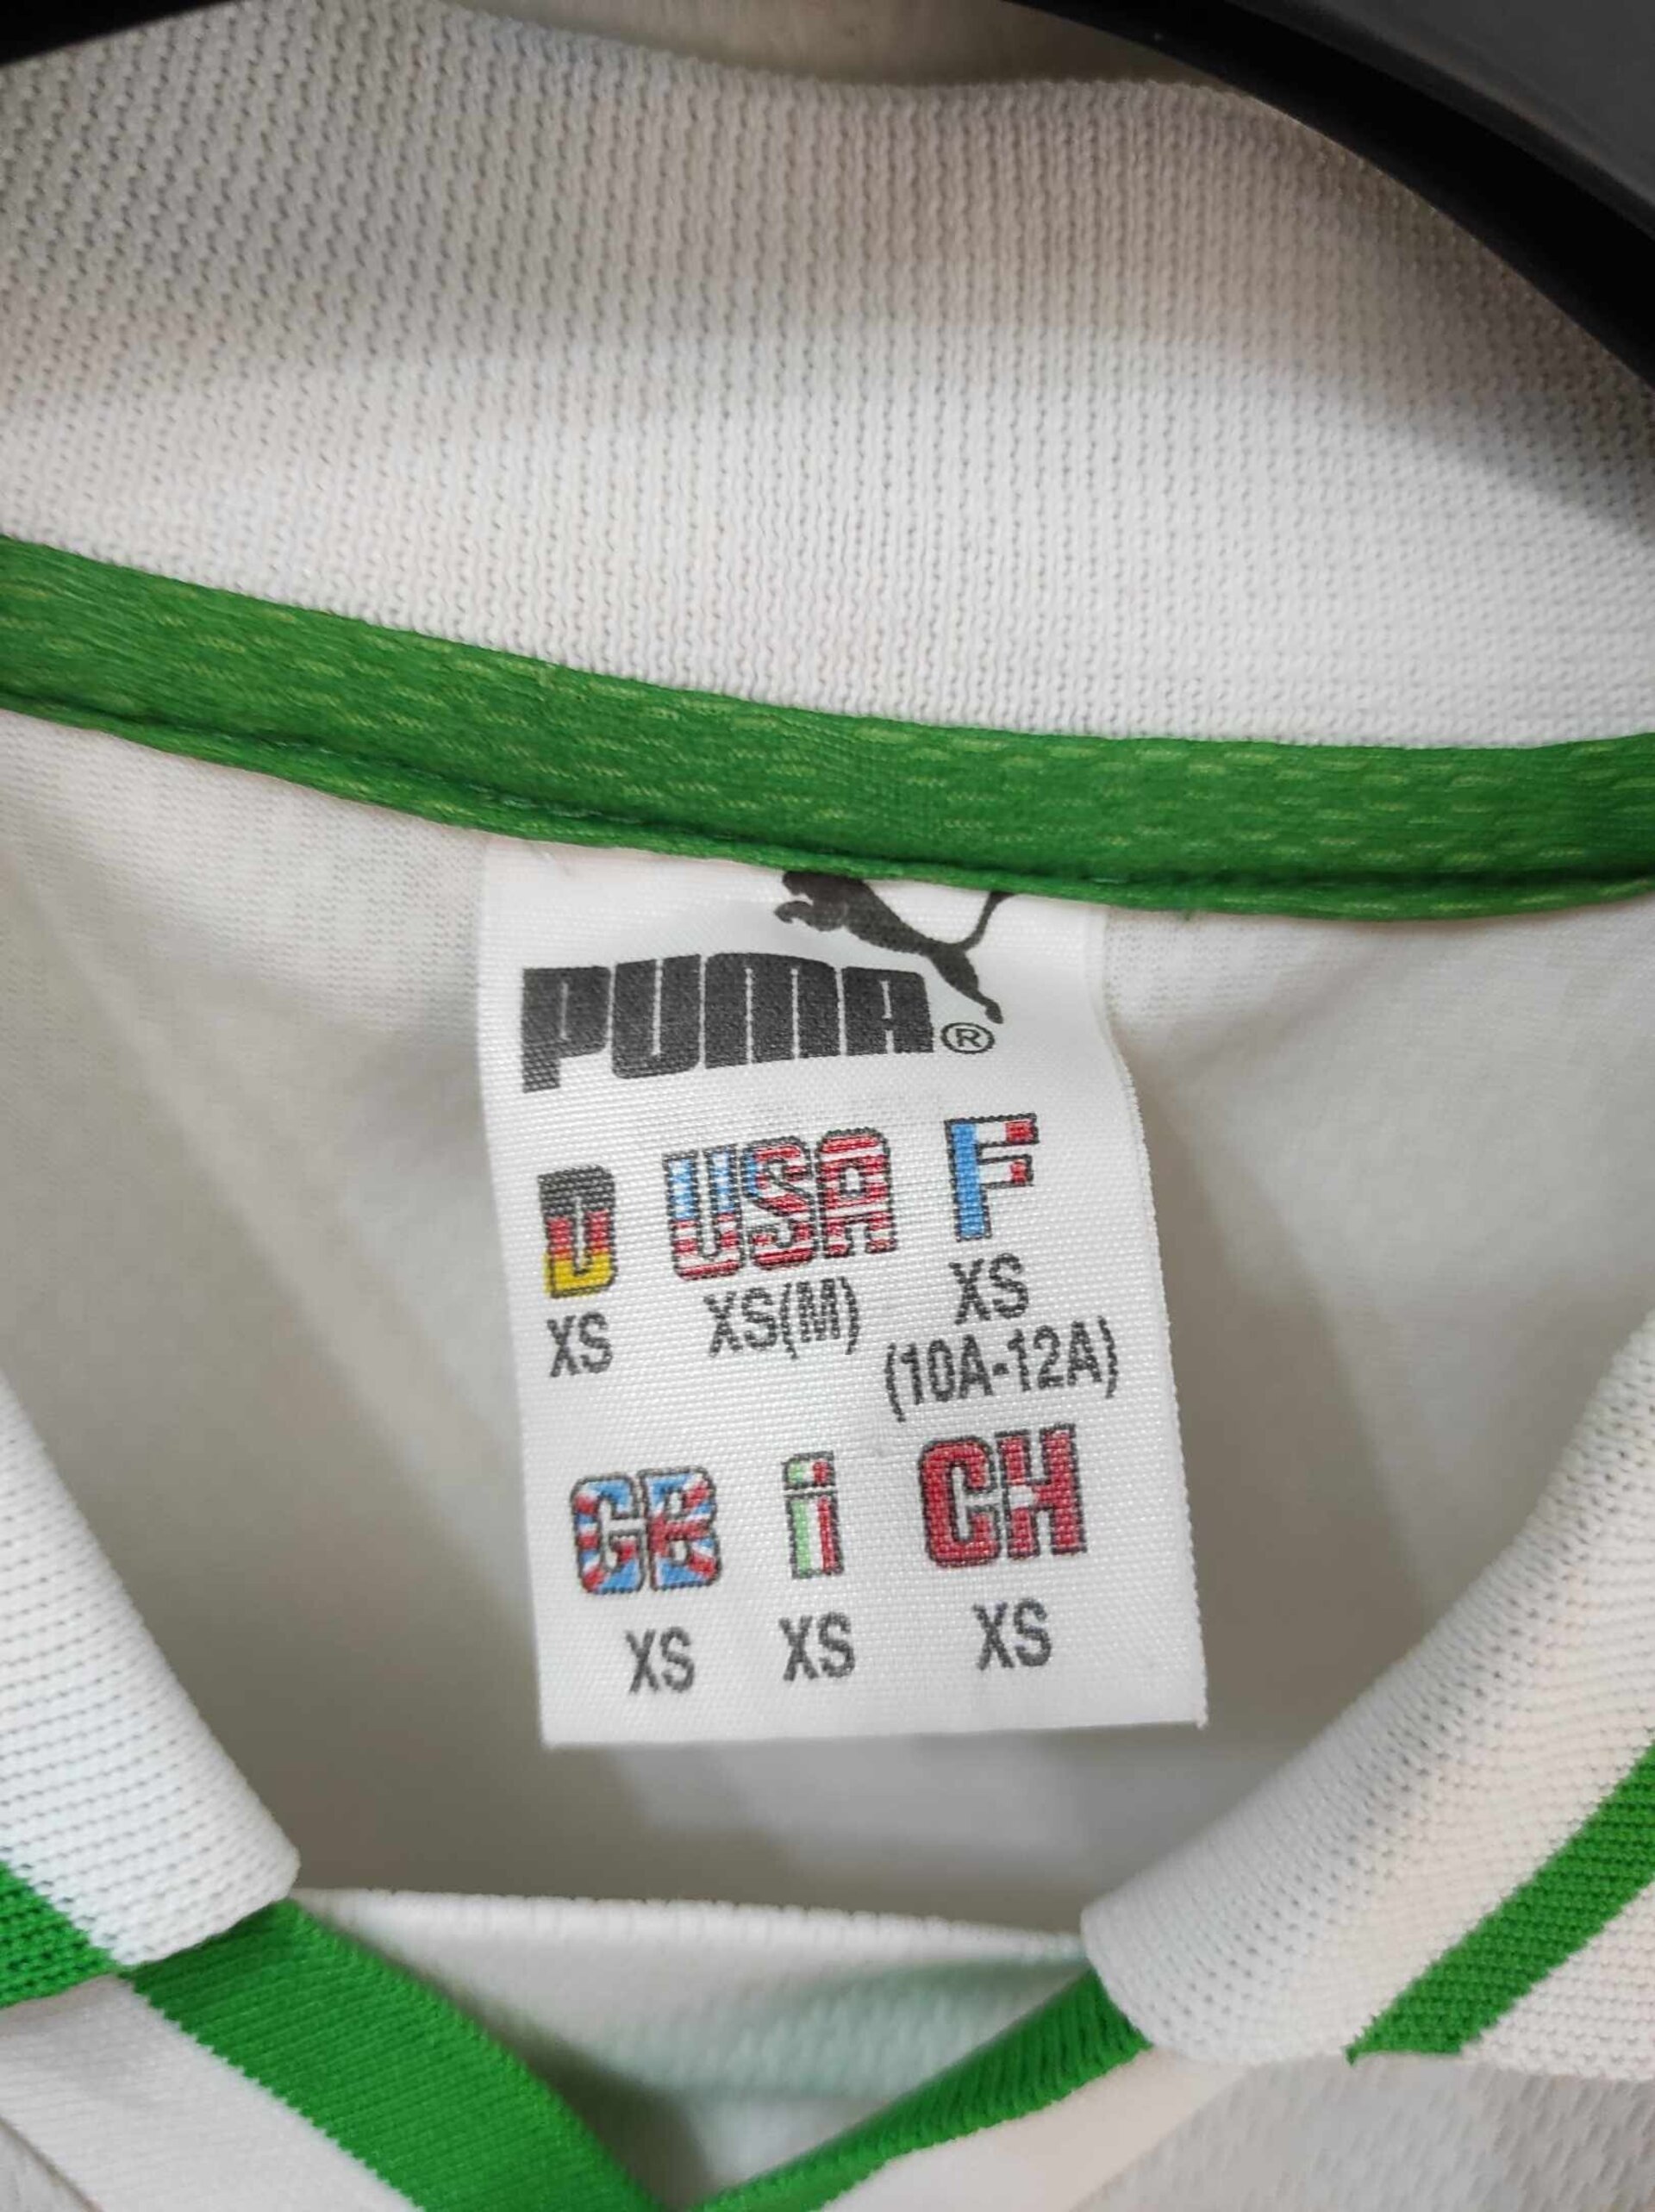 PUMA®
D USA F
XS XS(M) XS
(10A-12A)
GB i CH
XS XS XS